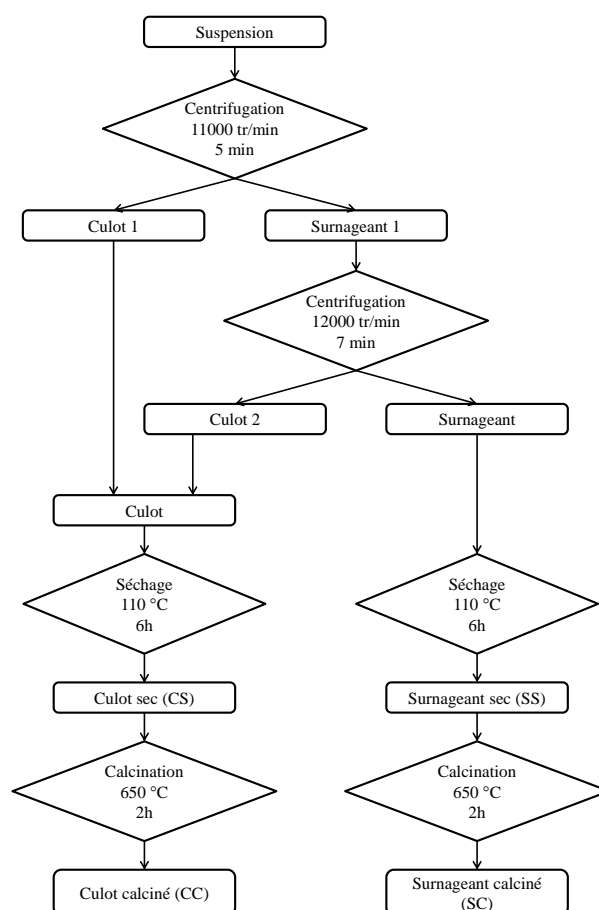 Suspension
Centrifugation
11000 tr/min
5 min
Culot 1
Surnageant 1
Centrifugation
12000 tr/min
7 min
Culot 2
Surnageant
Culot
Séchage
110 °C
6h
Séchage
110 °C
6h
Culot sec (CS)
Surnageant sec (SS)
Calcination
650 °C
2h
Calcination
650 °C
2h
Culot calciné (CC)
Surnageant calciné
(SC)